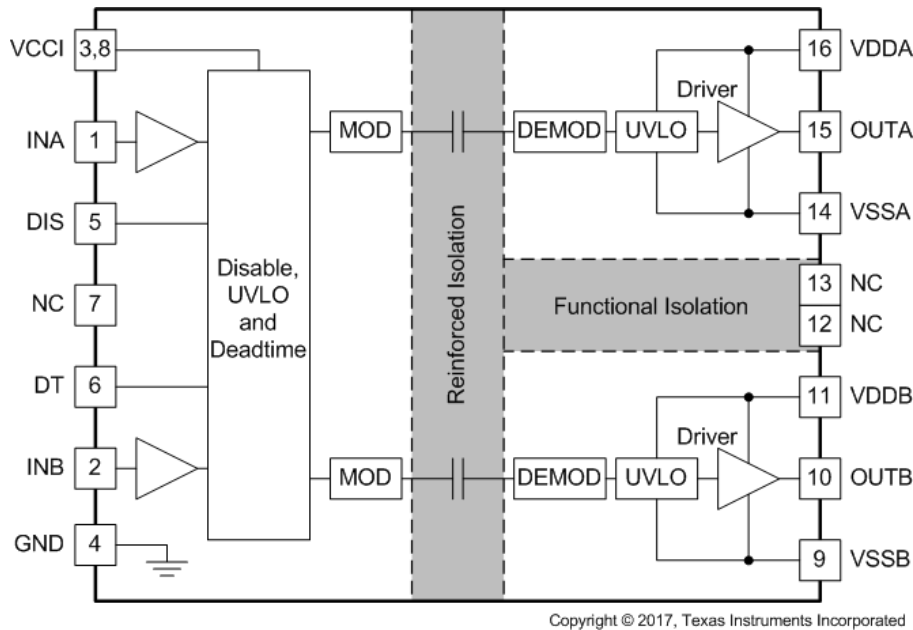 VCCI 3,8
16 VDDA
Driver
INA 1
MOD
DEMOD
UVLO
15 OUTA
DIS 5
14 VSSA
Disable,
UVLO
and
Deadtime
Reinforced Isolation
Functional Isolation
13 NC
12 NC
NC 7
DT 6
11 VDDB
Driver
INB 2
MOD
DEMOD
UVLO
10 OUTB
GND 4
9 VSSB
Copyright © 2017, Texas Instruments Incorporated